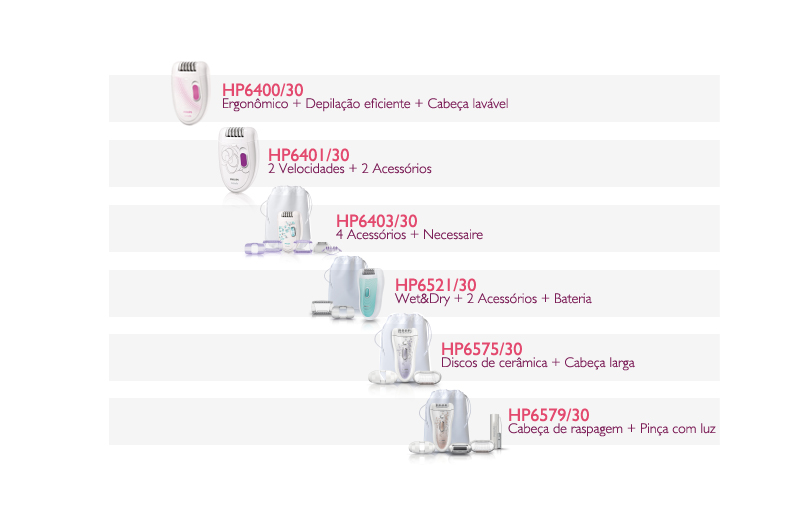 HP6400/30
Ergonômico + Depilação eficiente + Cabeça lavável
HP6401/30
2 Velocidades + 2 Acessórios
HP6403/30
4 Acessórios + Necessaire
HP6521/30
Wet&Dry + 2 Acessórios + Bateria
HP6575/30
Discos de cerâmica + Cabeça larga
HP6579/30
Cabeça de raspagem + Pinça com luz